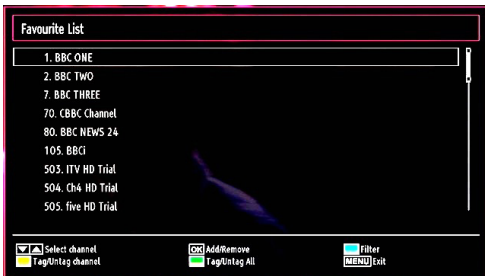 Favourite List
1. BBC ONE
2. BBC TWO
7. BBC THREE
70. CBBC Channel
80. BBC NEWS 24
105. BBCi
503. ITV HD Trial
504. Ch4 HD Trial
505. five HD Trial
Select channel OK Add/Remove Filter
Tag/Untag channel Tag/Untag All MENU Exit